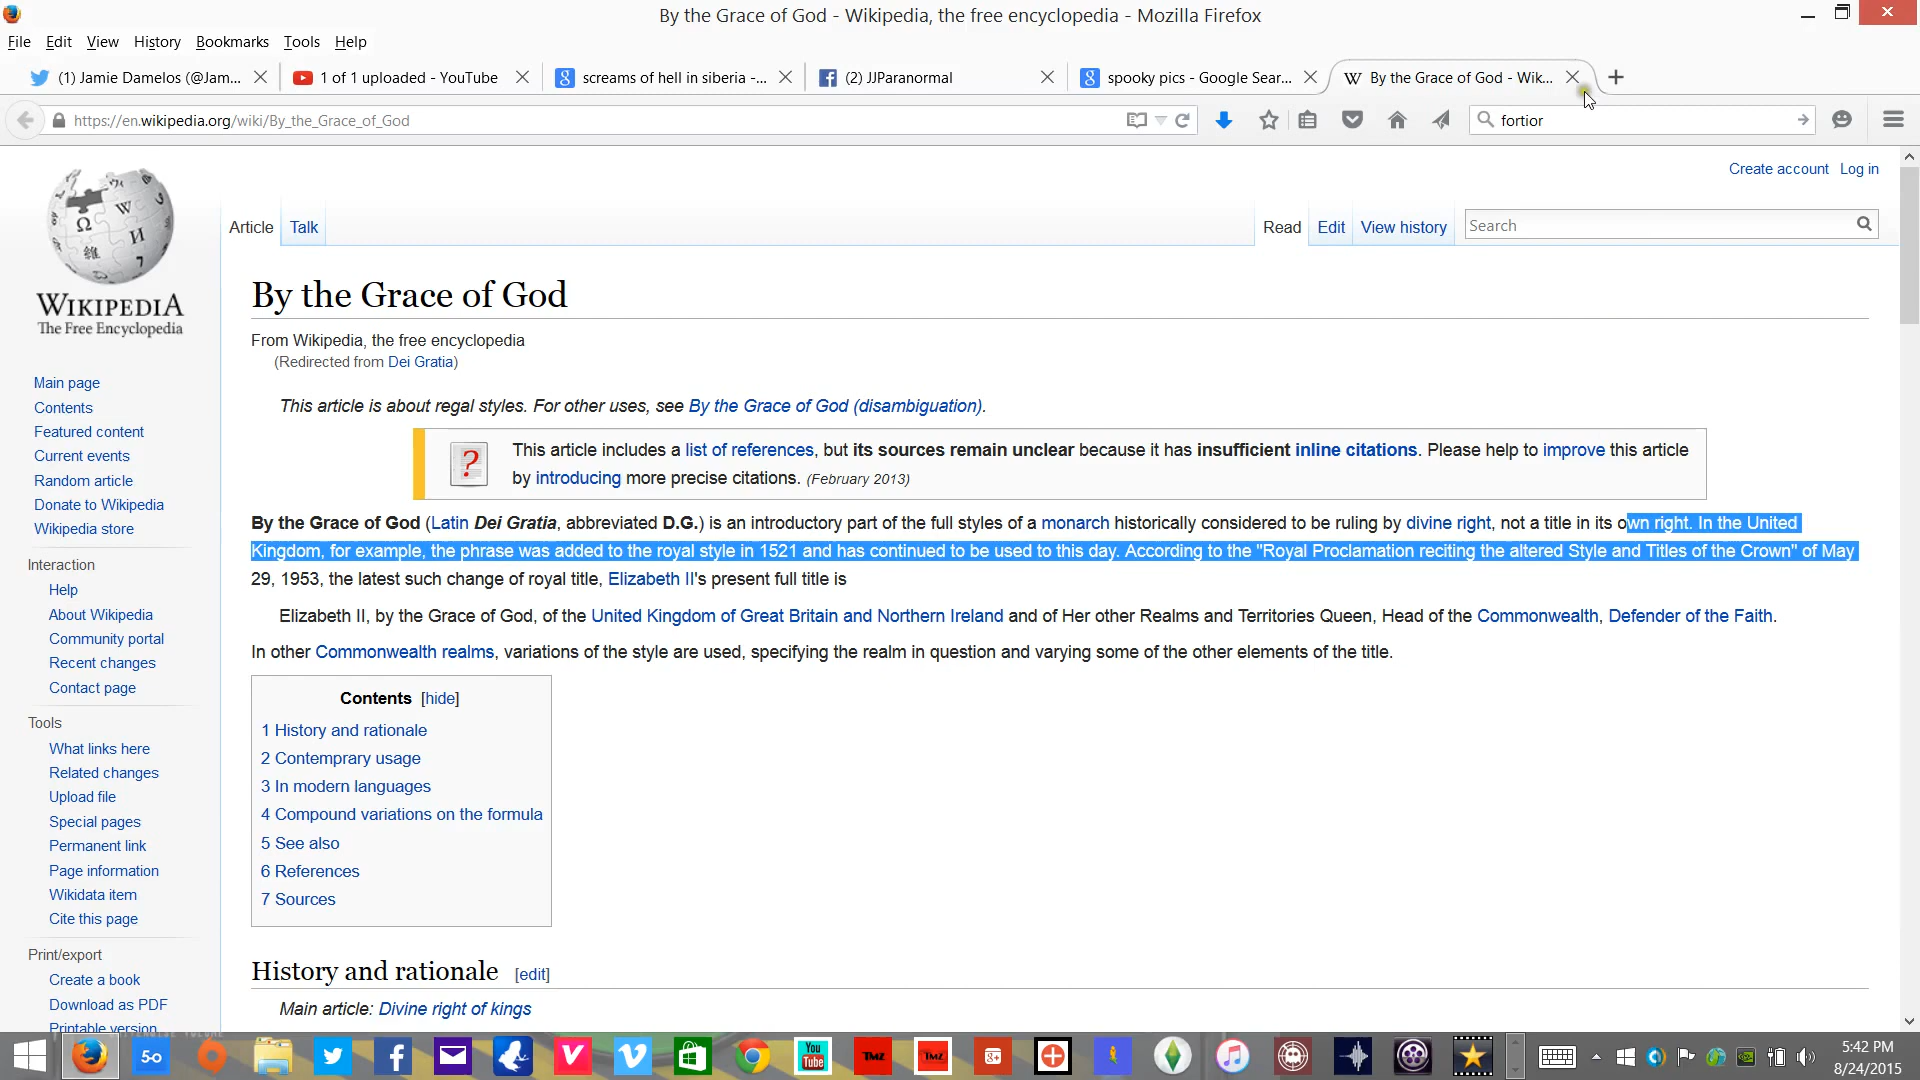 By the Grace of God - Wikipedia, the free encyclopedia - Mozilla Firefox
File Edit View History Bookmarks Tools Help
(1) Jamie Damelos (@Jam... 1 of 1 uploaded - YouTube screams of hell in siberia -... (2) JJParanormal spooky pics - Google Sear... By the Grace of God - Wik...
https://en.wikipedia.org/wiki/By_the_Grace_of_God fortior
Create account Log in
Article Talk Read Edit View history Search
WIKIPEDIA
The Free Encyclopedia
Main page
Contents
Featured content
Current events
Random article
Donate to Wikipedia
Wikipedia store
Interaction
Help
About Wikipedia
Community portal
Recent changes
Contact page
Tools
What links here
Related changes
Upload file
Special pages
Permanent link
Page information
Wikidata item
Cite this page
Print/export
Create a book
Download as PDF
Printable version
By the Grace of God
From Wikipedia, the free encyclopedia
(Redirected from Dei Gratia)
This article is about regal styles. For other uses, see By the Grace of God (disambiguation).
This article includes a list of references, but its sources remain unclear because it has insufficient inline citations. Please help to improve this article
by introducing more precise citations. (February 2013)
By the Grace of God (Latin Dei Gratia, abbreviated D.G.) is an introductory part of the full styles of a monarch historically considered to be ruling by divine right, not a title in its own right. In the United
Kingdom, for example, the phrase was added to the royal style in 1521 and has continued to be used to this day. According to the "Royal Proclamation reciting the altered Style and Titles of the Crown" of May
29, 1953, the latest such change of royal title, Elizabeth II's present full title is
Elizabeth II, by the Grace of God, of the United Kingdom of Great Britain and Northern Ireland and of Her other Realms and Territories Queen, Head of the Commonwealth, Defender of the Faith.
In other Commonwealth realms, variations of the style are used, specifying the realm in question and varying some of the other elements of the title.
Contents [hide]
1 History and rationale
2 Contemprary usage
3 In modern languages
4 Compound variations on the formula
5 See also
6 References
7 Sources
History and rationale [edit]
Main article: Divine right of kings
5-0 You Tube TMZ TMZ
5:42 PM
8/24/2015